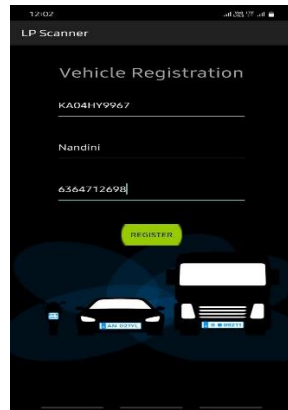 12:02
LP Scanner
Vehicle Registration
KA04HY9967
Nandini
6364712698
REGISTER